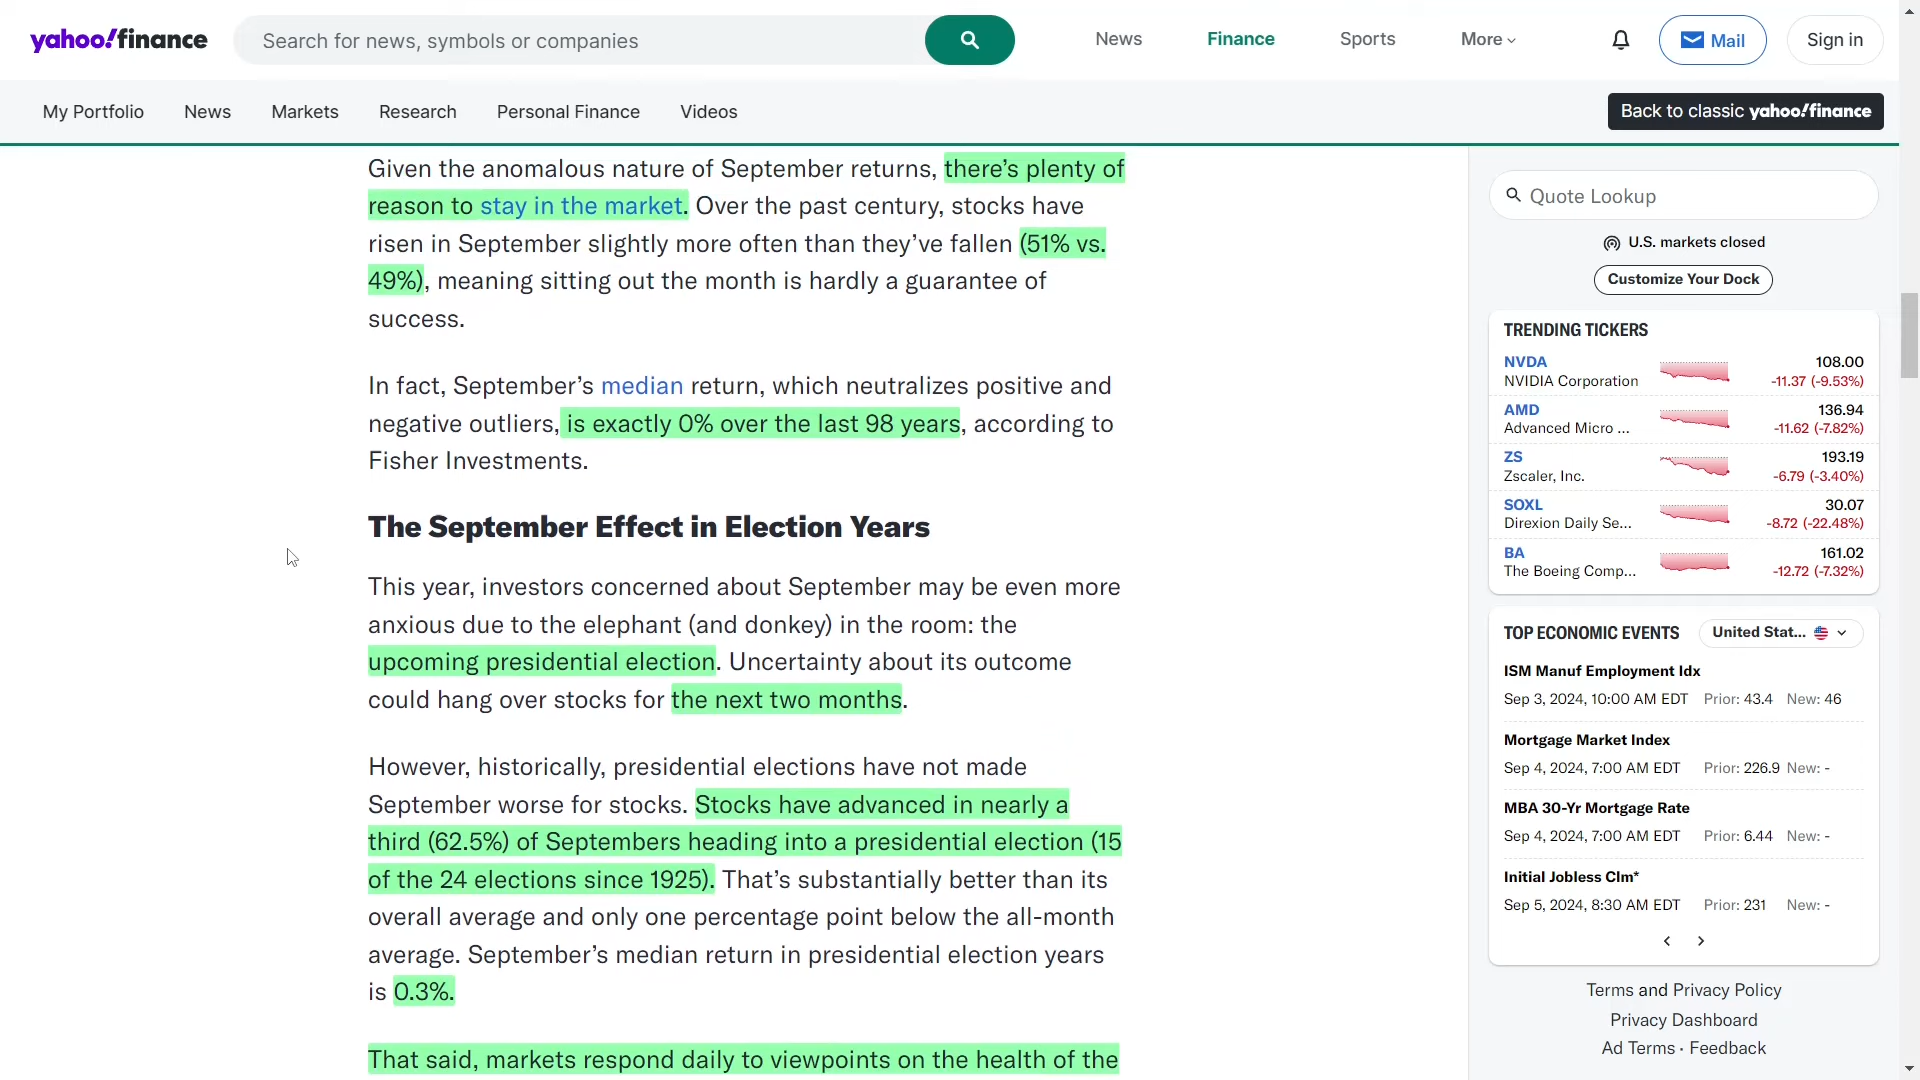 yahoo!finance
Search for news, symbols or companies
News
Finance
Sports
More
Mail
Sign in
My Portfolio
News
Markets
Research
Personal Finance
Videos
Back to classic yahoo!finance
Given the anomalous nature of September returns, there’s plenty of
reason to stay in the market. Over the past century, stocks have
risen in September slightly more often than they’ve fallen (51% vs.
49%), meaning sitting out the month is hardly a guarantee of
success.
In fact, September’s median return, which neutralizes positive and
negative outliers, is exactly 0% over the last 98 years, according to
Fisher Investments.
The September Effect in Election Years
This year, investors concerned about September may be even more
anxious due to the elephant (and donkey) in the room: the
upcoming presidential election. Uncertainty about its outcome
could hang over stocks for the next two months.
However, historically, presidential elections have not made
September worse for stocks. Stocks have advanced in nearly a
third (62.5%) of Septembers heading into a presidential election (15
of the 24 elections since 1925). That’s substantially better than its
overall average and only one percentage point below the all-month
average. September’s median return in presidential election years
is 0.3%.
That said, markets respond daily to viewpoints on the health of the
Quote Lookup
U.S. markets closed
Customize Your Dock
TRENDING TICKERS
NVDA 108.00
NVIDIA Corporation -11.37 (-9.53%)
AMD 136.94
Advanced Micro ... -11.62 (-7.82%)
ZS 193.19
Zscaler, Inc. -6.79 (-3.40%)
SOXL 30.07
Direxion Daily Se... -8.72 (-22.48%)
BA 161.02
The Boeing Comp... -12.72 (-7.32%)
TOP ECONOMIC EVENTS United Stat...
ISM Manuf Employment Idx
Sep 3, 2024, 10:00 AM EDT Prior: 43.4 New: 46
Mortgage Market Index
Sep 4, 2024, 7:00 AM EDT Prior: 226.9 New: -
MBA 30-Yr Mortgage Rate
Sep 4, 2024, 7:00 AM EDT Prior: 6.44 New: -
Initial Jobless Clm*
Sep 5, 2024, 8:30 AM EDT Prior: 231 New: -
Terms and Privacy Policy
Privacy Dashboard
Ad Terms · Feedback